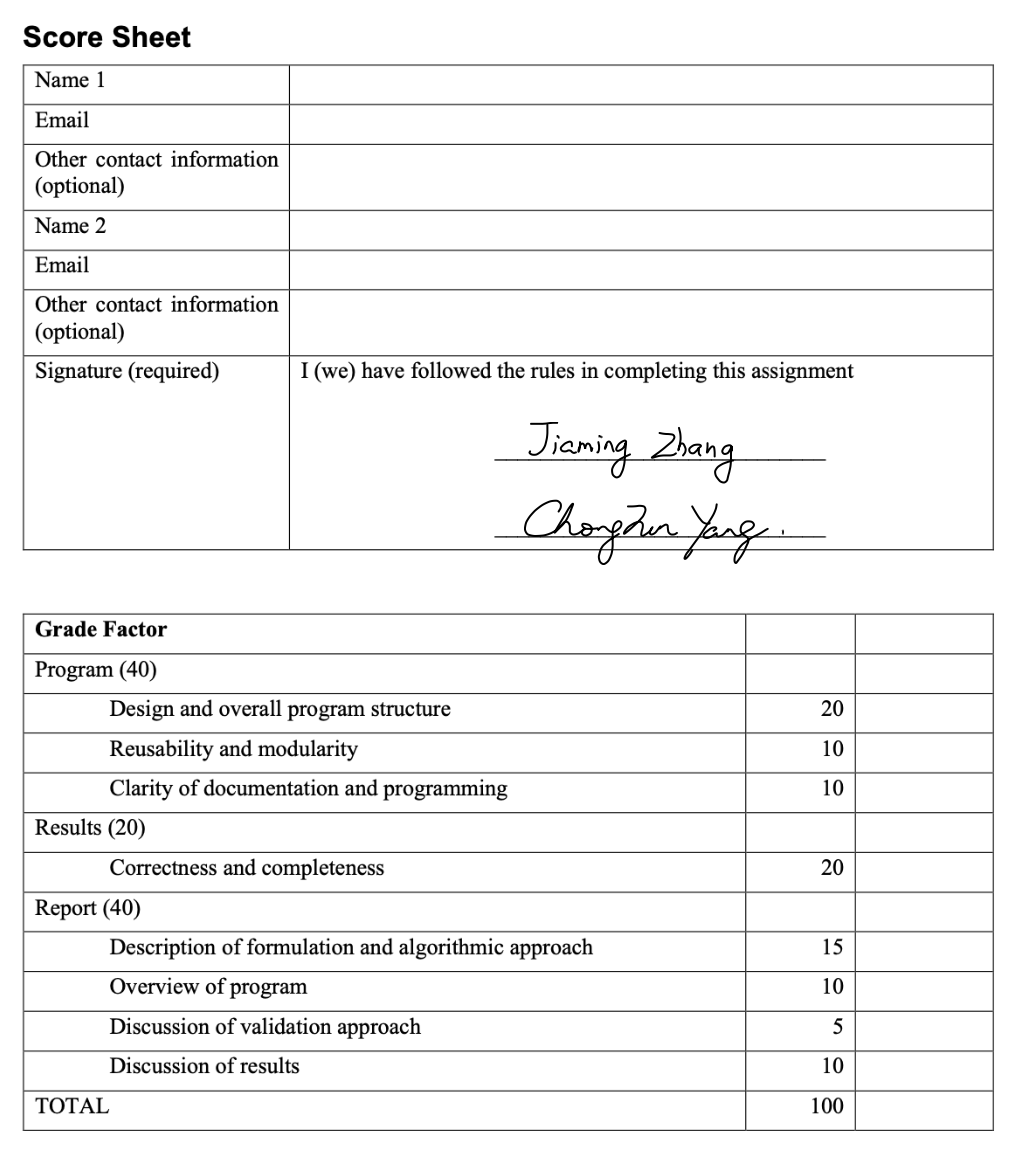 Score Sheet
Name 1
Email
Other contact information
(optional)
Name 2
Email
Other contact information
(optional)
Signature (required)
I (we) have followed the rules in completing this assignment
Jiaming Zhang
Yang.
Grade Factor
Program (40)
Design and overall program structure 20
Reusability and modularity 10
Clarity of documentation and programming 10
Results (20)
Correctness and completeness 20
Report (40)
Description of formulation and algorithmic approach 15
Overview of program 10
Discussion of validation approach 5
Discussion of results 10
TOTAL 100